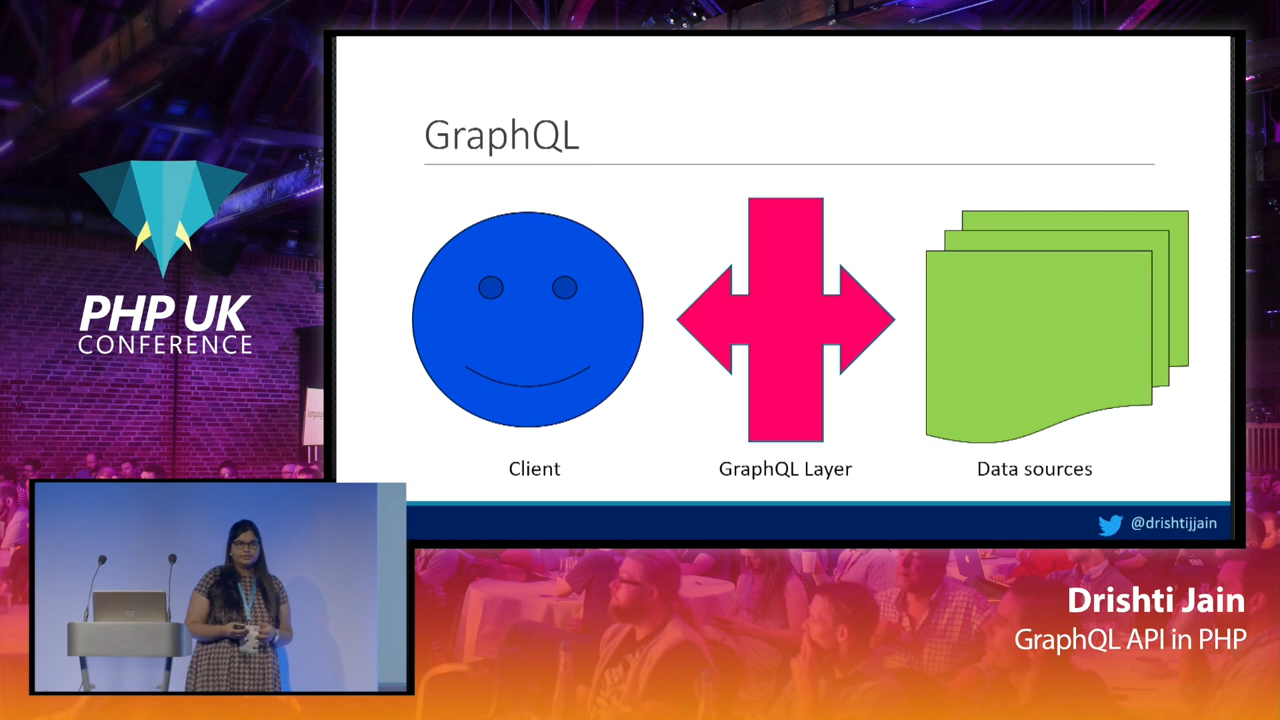 PHP UK
CONFERENCE
GraphQL
Client
GraphQL Layer
Data sources
@drishtijjain
Drishti Jain
GraphQL API in PHP